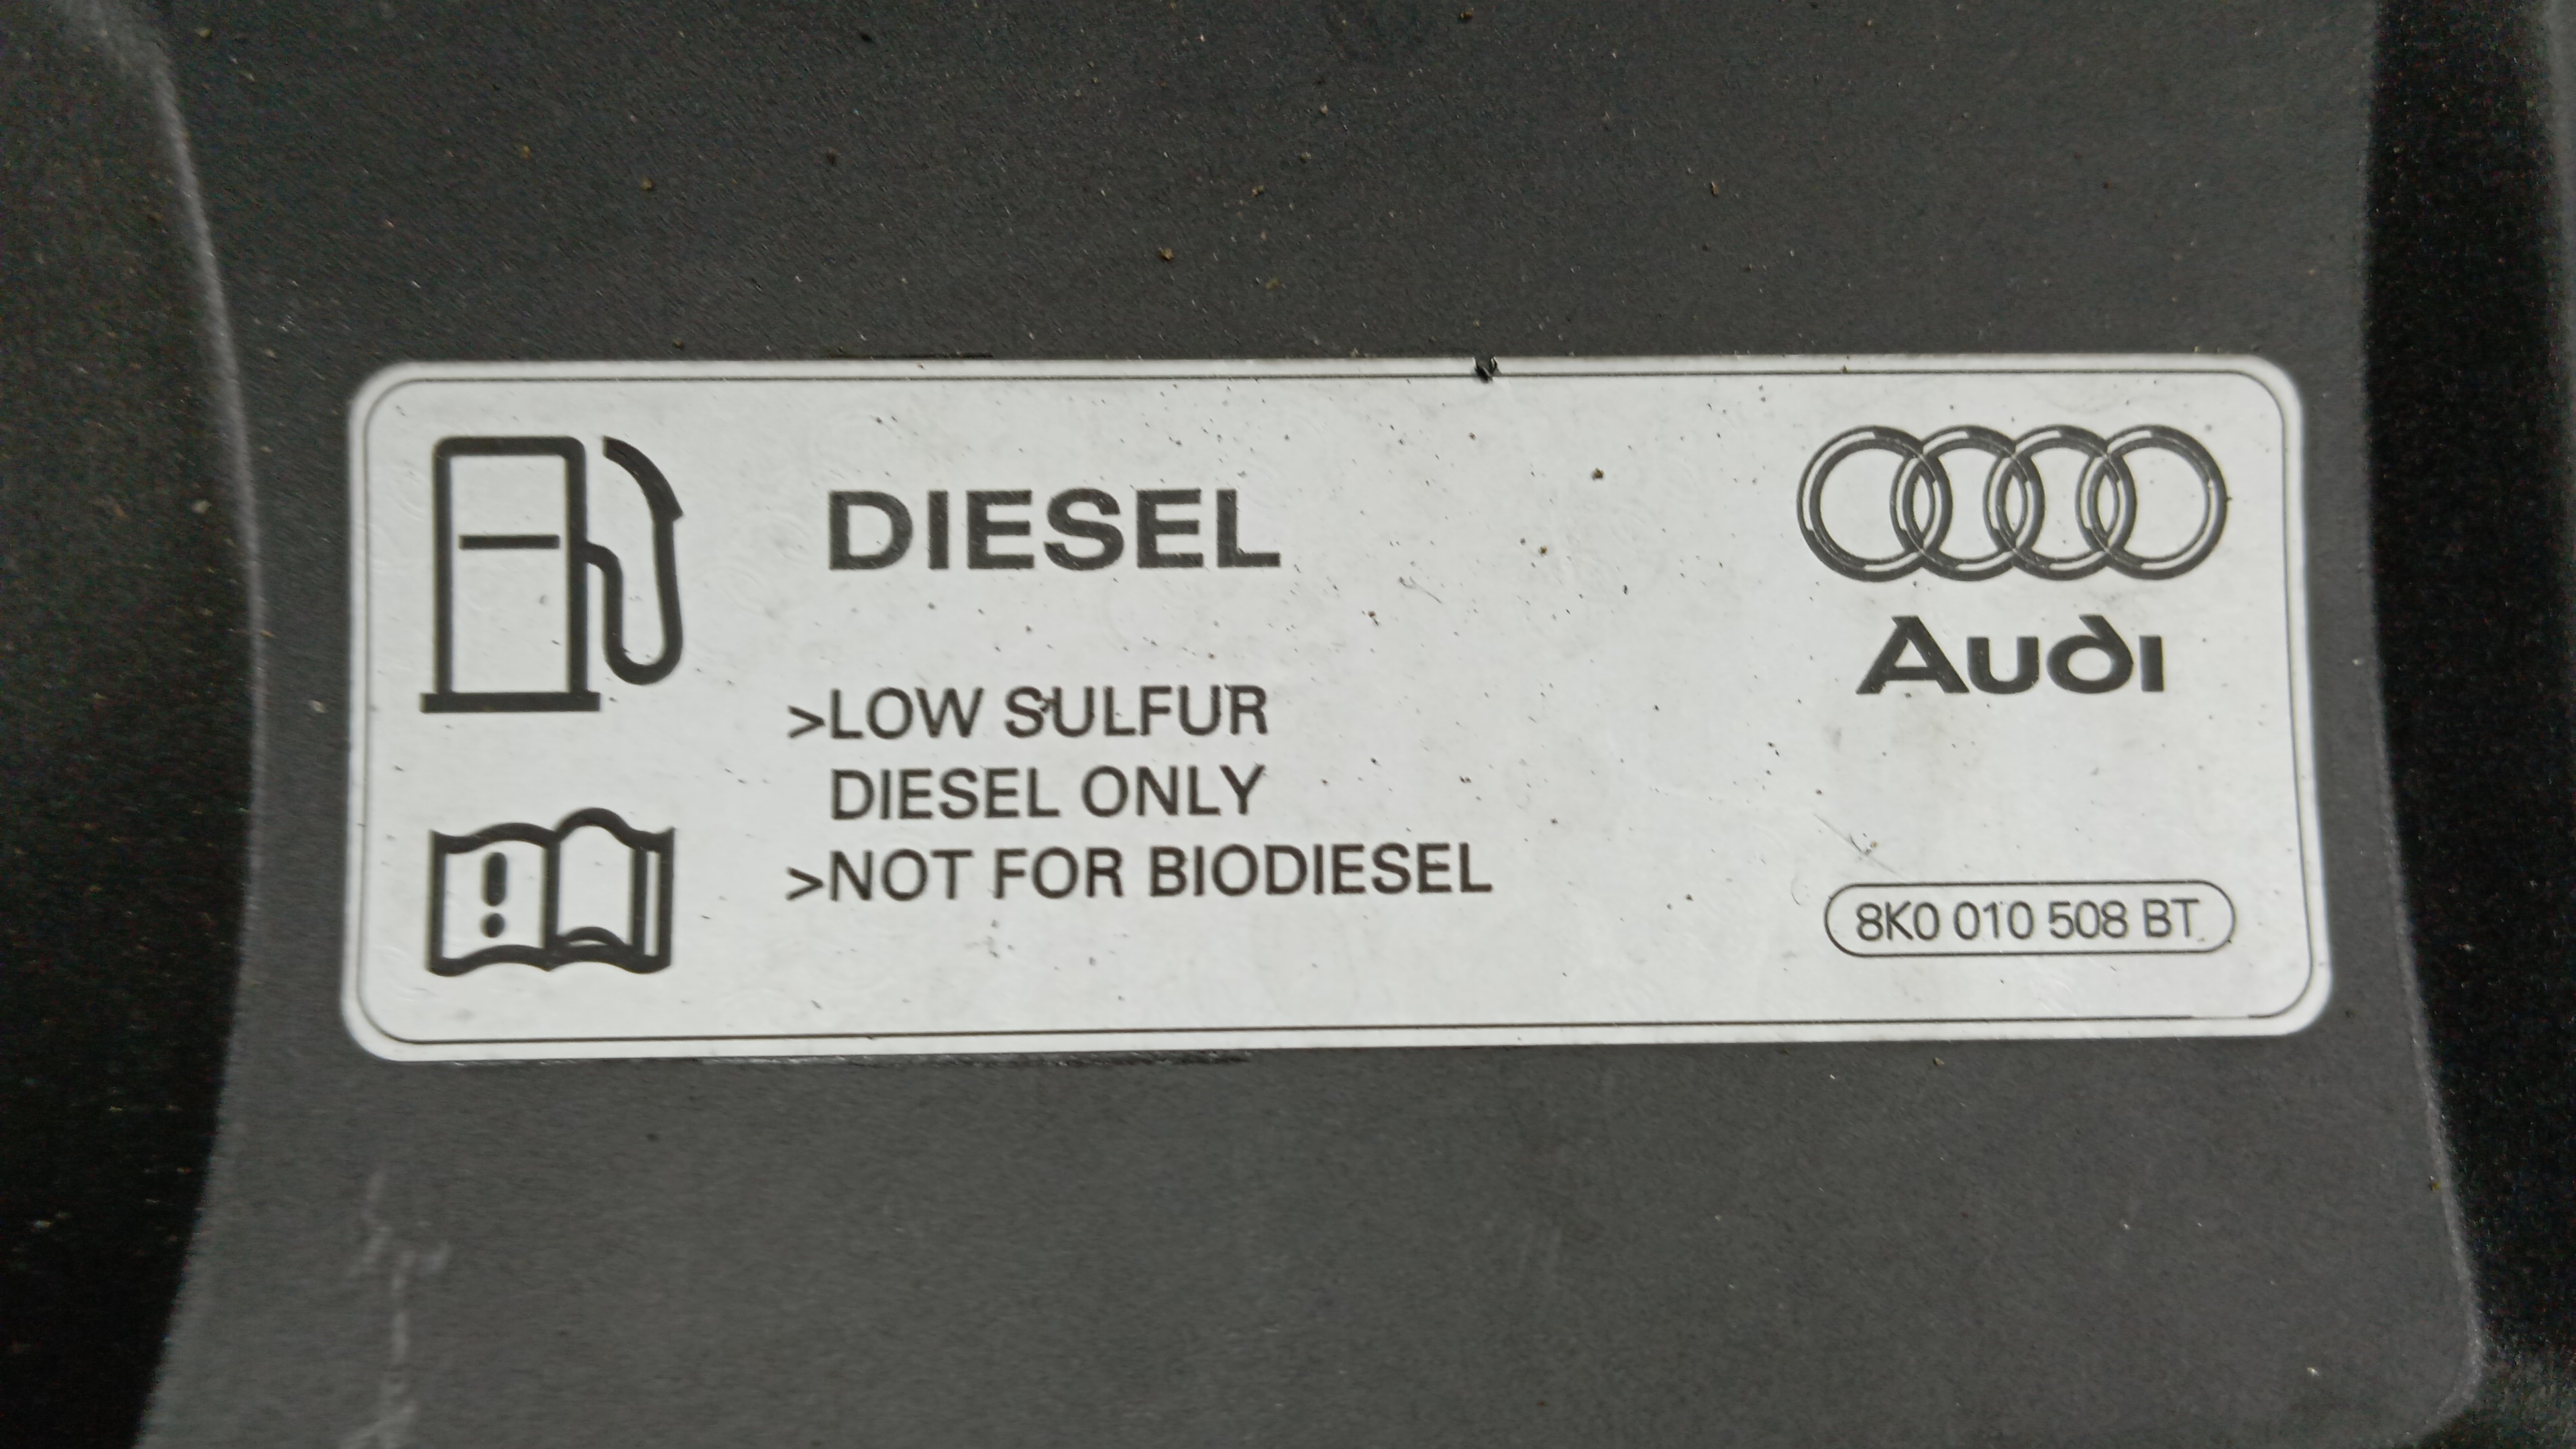 DIESEL
>LOW SULFUR
DIESEL ONLY
>NOT FOR BIODIESEL
Audi
8K0 010 508 BT